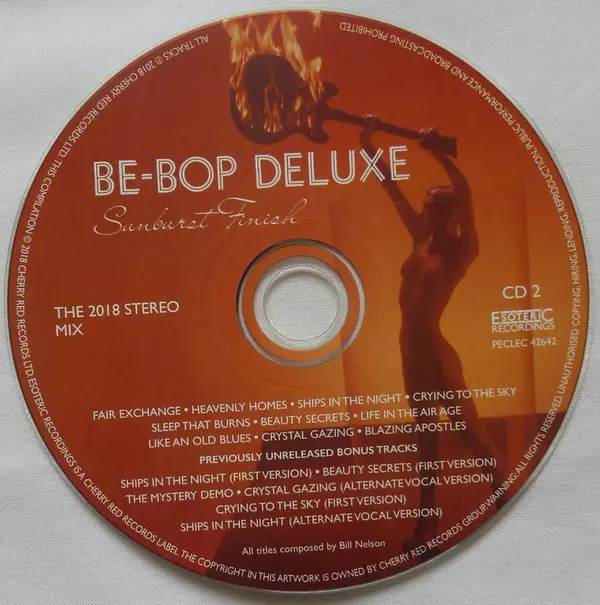 BE-BOP DELUXE
Sunburst Finish
THE 2018 STEREO
MIX
CD 2
ESOTERIC
RECORDINGS
PECLEC 42642
FAIR EXCHANGE • HEAVENLY HOMES • SHIPS IN THE NIGHT • CRYING TO THE SKY
SLEEP THAT BURNS • BEAUTY SECRETS • LIFE IN THE AIR AGE
LIKE AN OLD BLUES • CRYSTAL GAZING • BLAZING APOSTLES
PREVIOUSLY UNRELEASED BONUS TRACKS
SHIPS IN THE NIGHT (FIRST VERSION) • BEAUTY SECRETS (FIRST VERSION)
THE MYSTERY DEMO • CRYSTAL GAZING (ALTERNATE VOCAL VERSION)
CRYING TO THE SKY (FIRST VERSION)
SHIPS IN THE NIGHT (ALTERNATE VOCAL VERSION)
All titles composed by Bill Nelson
ALL TRACKS ℗ 2018 CHERRY RED RECORDS LTD. THIS COMPILATION © 2018 CHERRY RED RECORDS LTD. ESOTERIC RECORDINGS IS A CHERRY RED RECORDS LABEL. THE COPYRIGHT IN THIS ARTWORK IS OWNED BY CHERRY RED RECORDS GROUP. WARNING: ALL RIGHTS RESERVED. UNAUTHORISED COPYING, HIRING, LENDING, REPRODUCTION, PUBLIC PERFORMANCE AND BROADCASTING PROHIBITED.